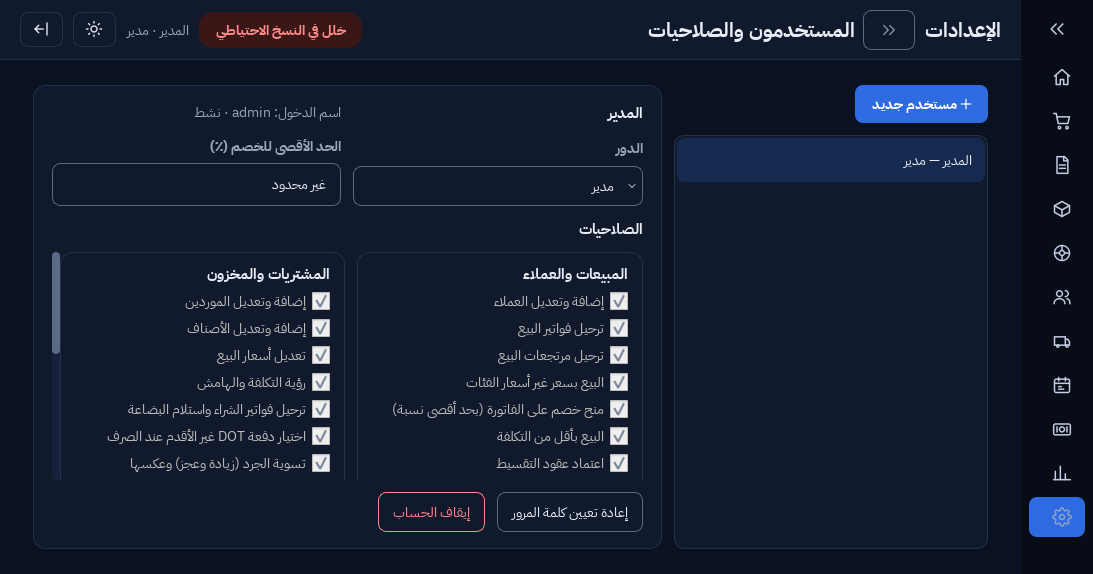 الإعدادات
المستخدمون والصلاحيات
خلل في النسخ الاحتياطي
المدير · مدير
+ مستخدم جديد
المدير — مدير
المدير
اسم الدخول: admin · نشط
الدور
الحد الأقصى للخصم (٪)
مدير
غير محدود
الصلاحيات
المبيعات والعملاء
إضافة وتعديل العملاء
ترحيل فواتير البيع
ترحيل مرتجعات البيع
البيع بسعر غير أسعار الفئات
منح خصم على الفاتورة (بحد أقصى نسبة)
البيع بأقل من التكلفة
اعتماد عقود التقسيط
المشتريات والمخزون
إضافة وتعديل الموردين
إضافة وتعديل الأصناف
تعديل أسعار البيع
رؤية التكلفة والهامش
ترحيل فواتير الشراء واستلام البضاعة
اختيار دفعة DOT غير الأقدم عند الصرف
تسوية الجرد (زيادة وعجز) وعكسها
إعادة تعيين كلمة المرور
إيقاف الحساب